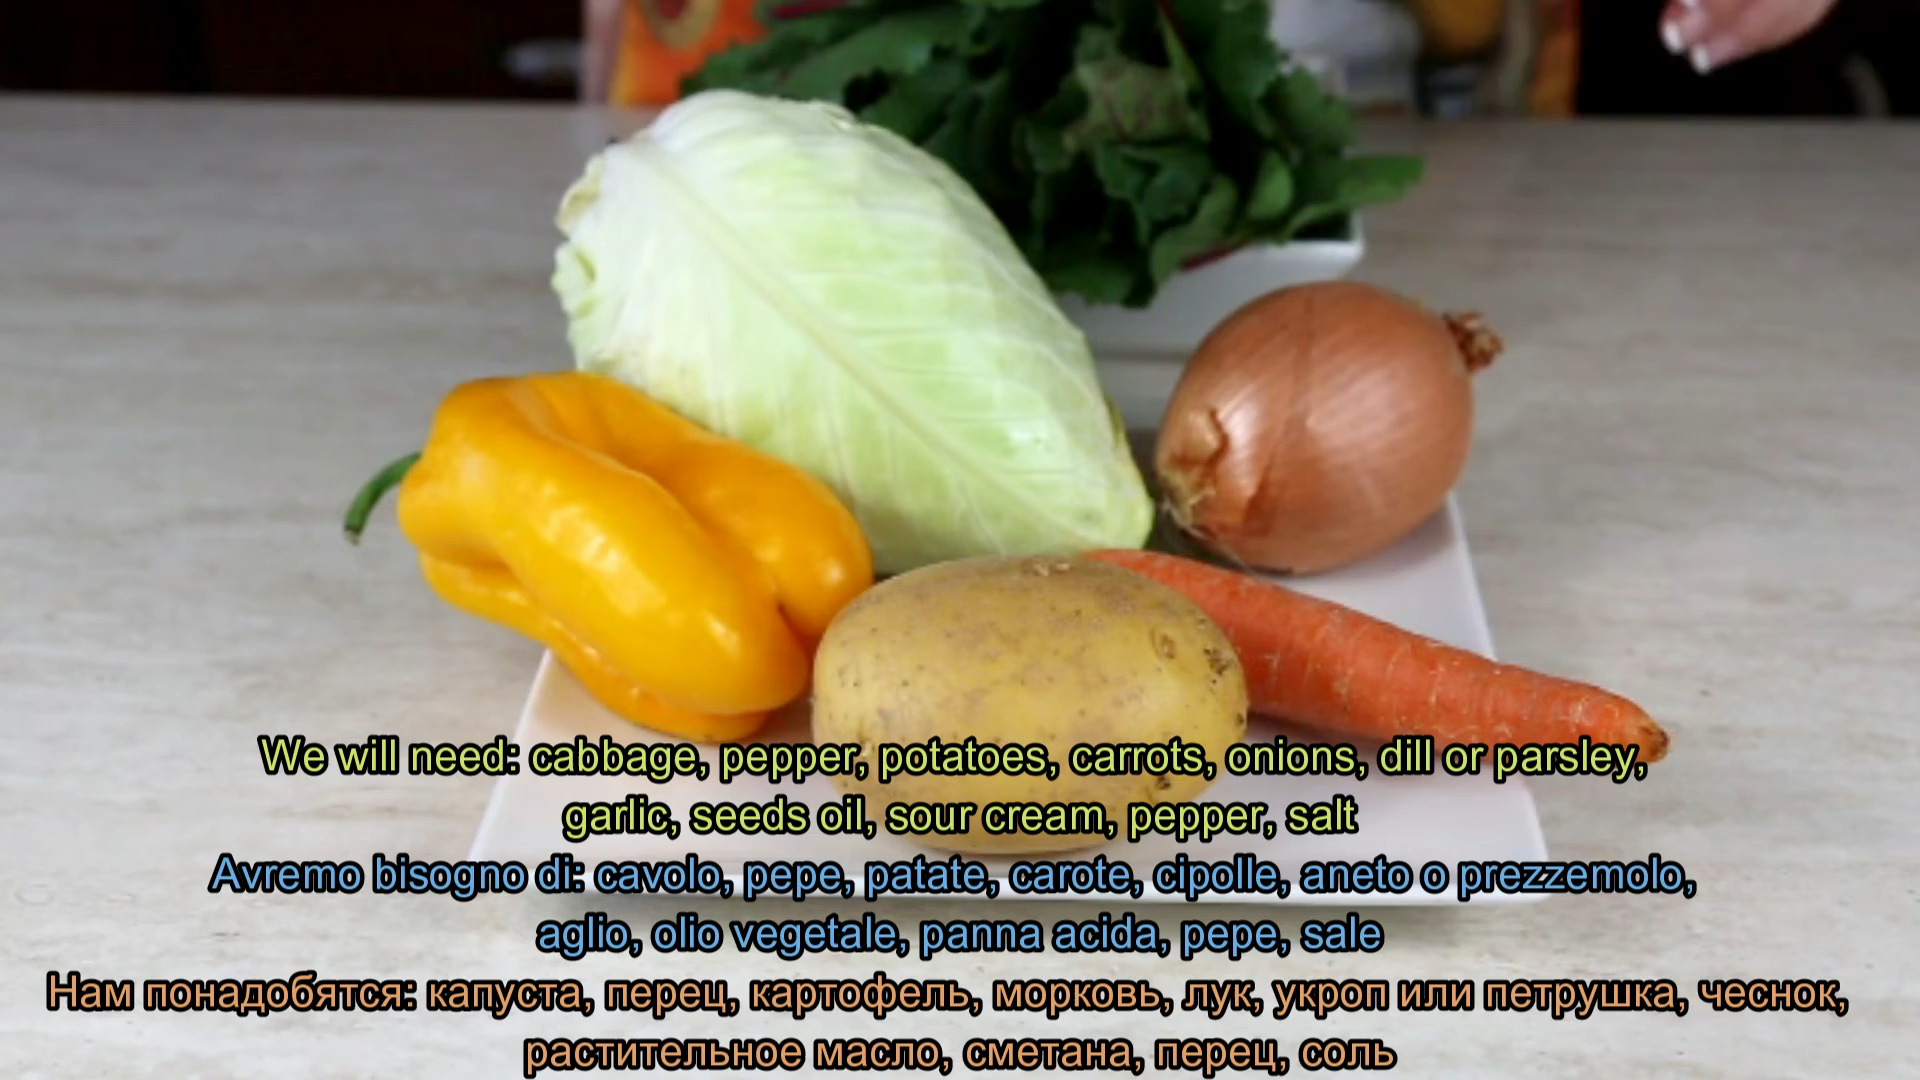 We will need: cabbage, pepper, potatoes, carrots, onions, dill or parsley,
garlic, seeds oil, sour cream, pepper, salt
Avremo bisogno di: cavolo, pepe, patate, carote, cipolle, aneto o prezzemolo,
aglio, olio vegetale, panna acida, pepe, sale
Нам понадобятся: капуста, перец, картофель, морковь, лук, укроп или петрушка, чеснок,
растительное масло, сметана, перец, соль